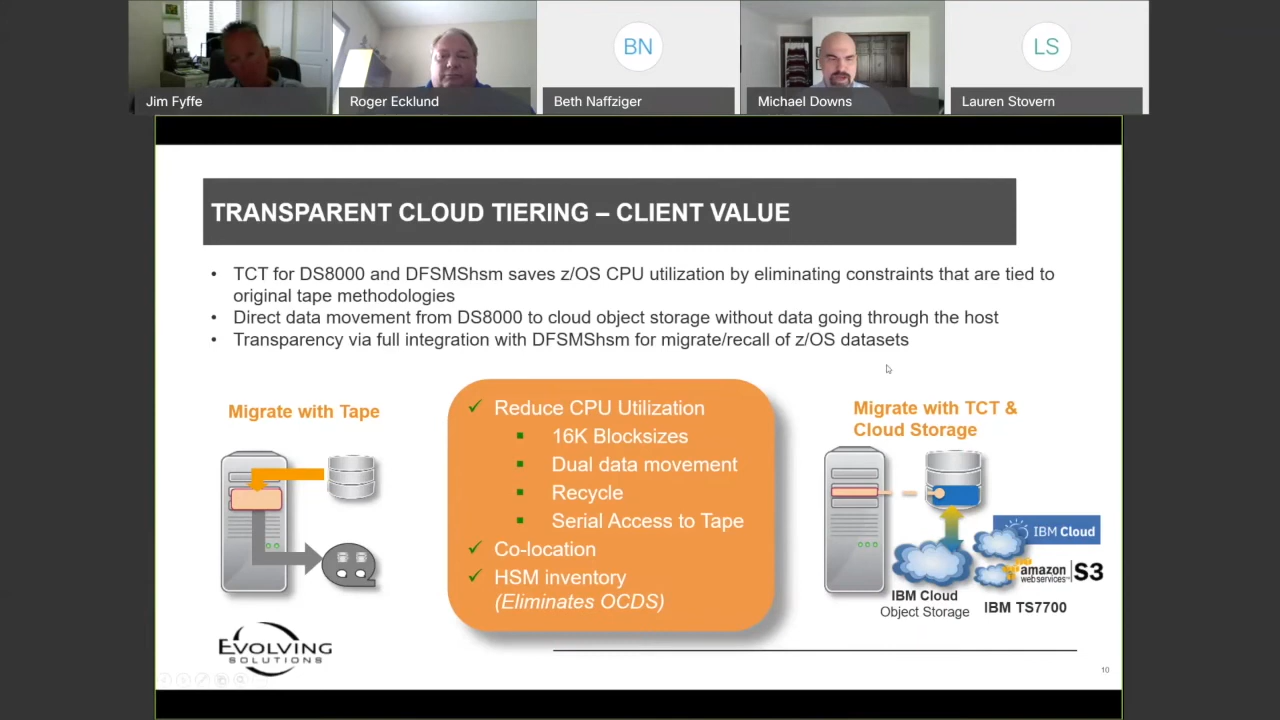 BN
LS
Jim Fyffe
Roger Ecklund
Beth Naffziger
Michael Downs
Lauren Stovern
TRANSPARENT CLOUD TIERING – CLIENT VALUE
• TCT for DS8000 and DFSMShsm saves z/OS CPU utilization by eliminating constraints that are tied to
original tape methodologies
• Direct data movement from DS8000 to cloud object storage without data going through the host
• Transparency via full integration with DFSMShsm for migrate/recall of z/OS datasets
Migrate with Tape
✓ Reduce CPU Utilization
▪ 16K Blocksizes
▪ Dual data movement
▪ Recycle
▪ Serial Access to Tape
✓ Co-location
✓ HSM inventory
(Eliminates OCDS)
Migrate with TCT &
Cloud Storage
IBM Cloud
amazon
web services™ | S3
IBM Cloud
Object Storage
IBM TS7700
EVOLVING
SOLUTIONS
10